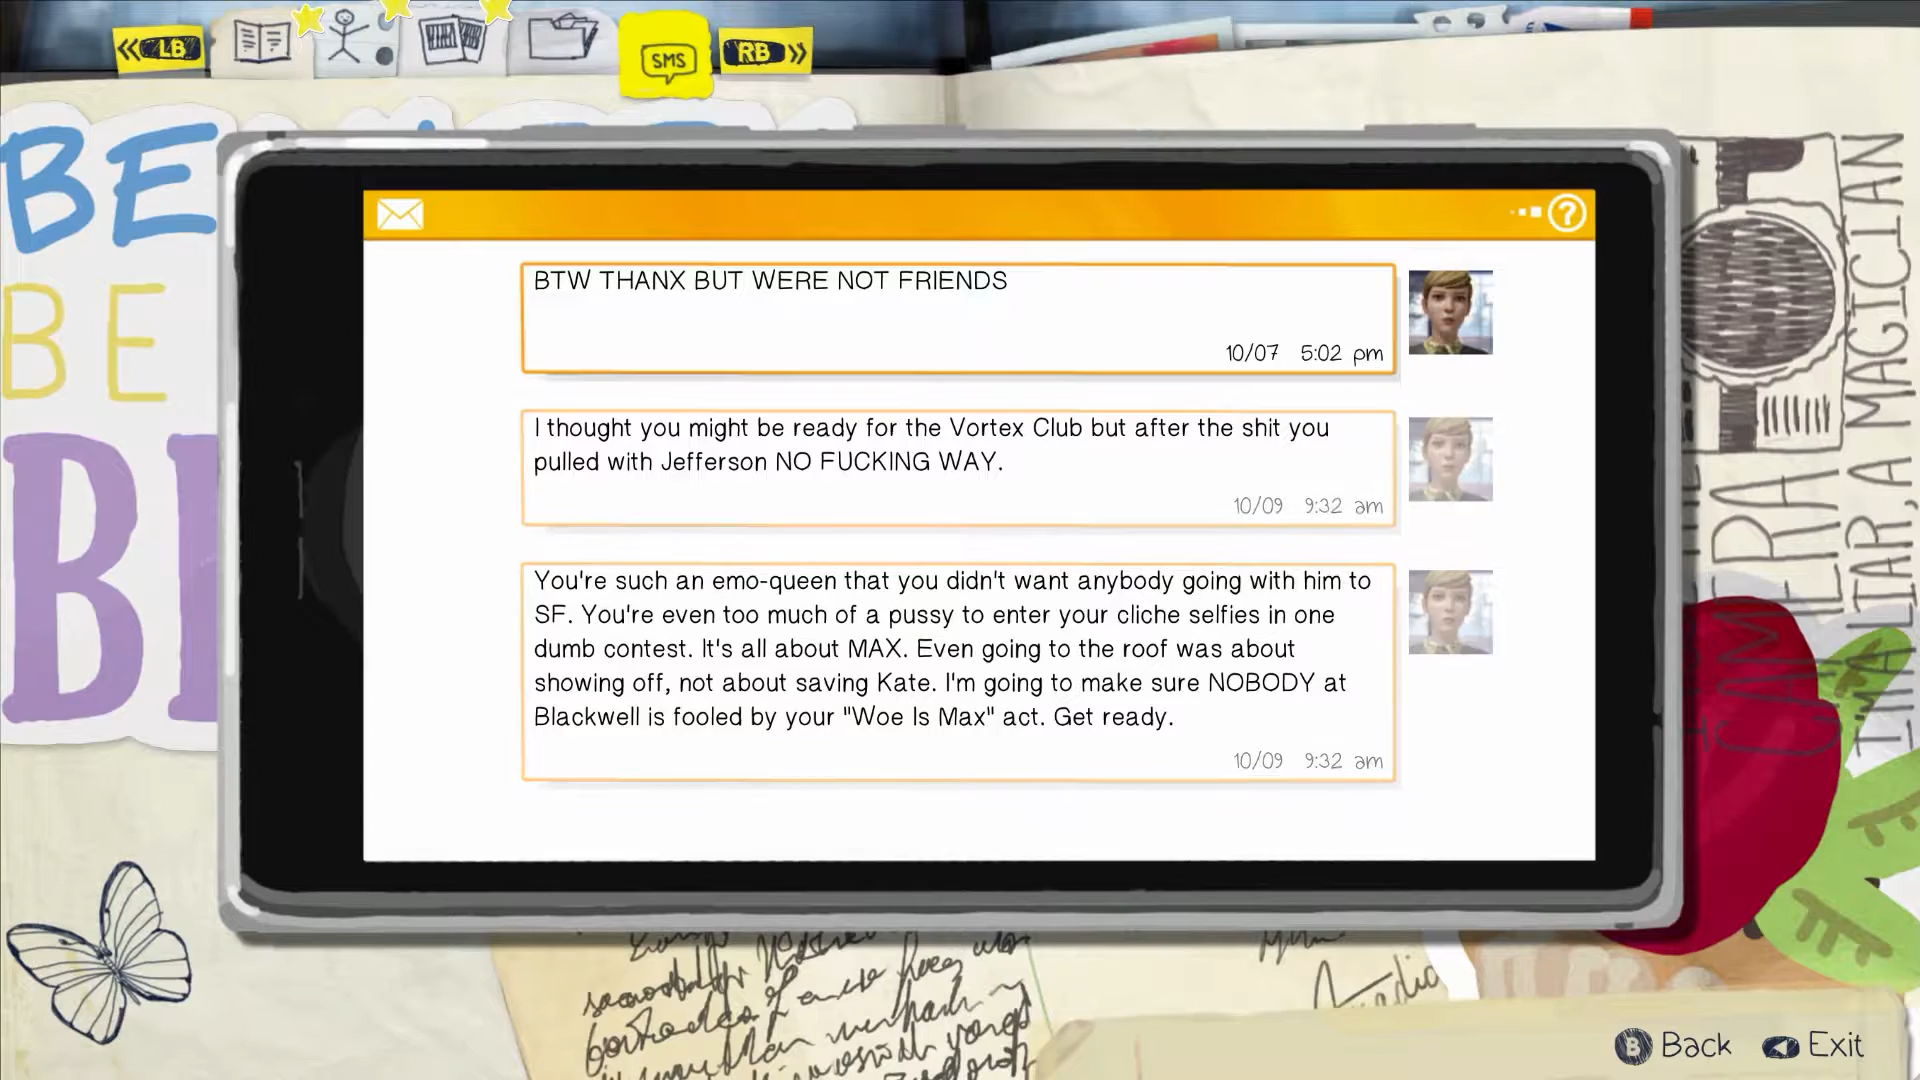 LB
SMS
RB
BE
BE
CAMERA
I'M A LIAR, A MAGICIAN
BTW THANX BUT WERE NOT FRIENDS
10/07 5:02 pm
I thought you might be ready for the Vortex Club but after the shit you
pulled with Jefferson NO FUCKING WAY.
10/09 9:32 am
You're such an emo-queen that you didn't want anybody going with him to
SF. You're even too much of a pussy to enter your cliche selfies in one
dumb contest. It's all about MAX. Even going to the roof was about
showing off, not about saving Kate. I'm going to make sure NOBODY at
Blackwell is fooled by your "Woe Is Max" act. Get ready.
10/09 9:32 am
B Back
Exit